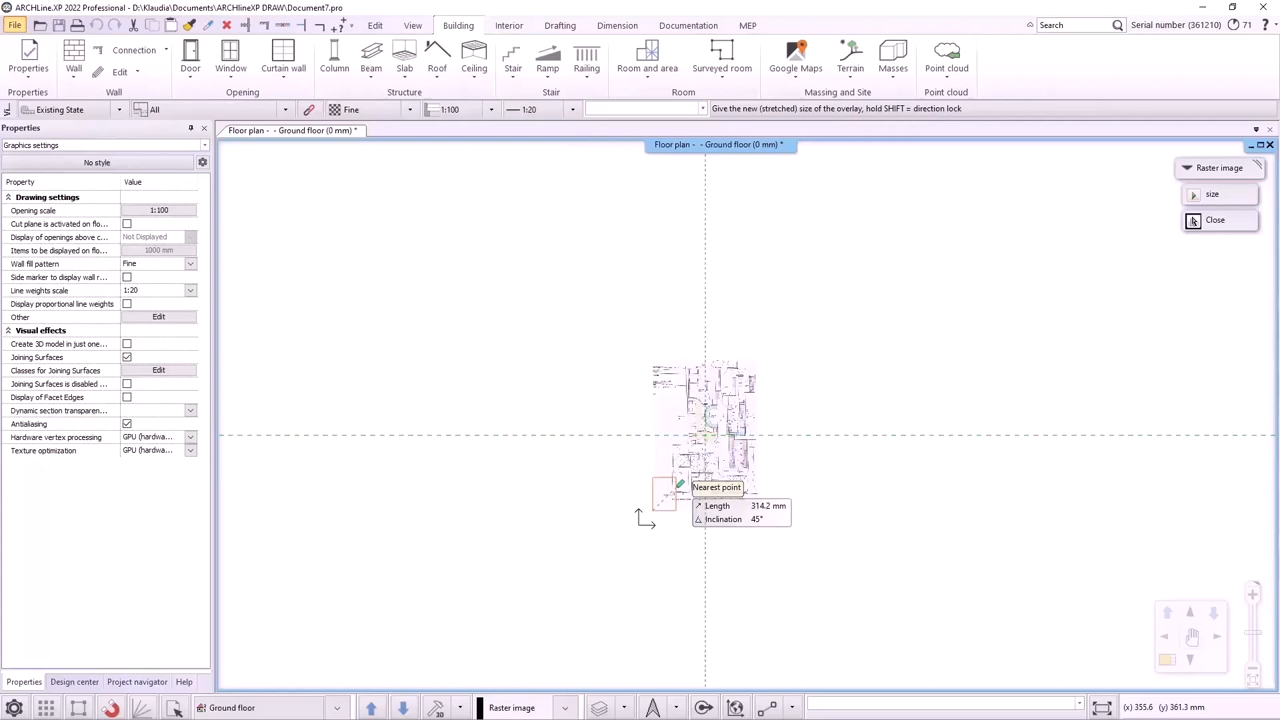 ARCHLine.XP 2022 Professional - D:\Klaudia\Documents\ARCHlineXP DRAW\Document7.pro
File
Edit
View
Building
Interior
Drafting
Dimension
Documentation
MEP
Search
Serial number (361210)
71
Properties
Wall
Connection
Edit
Door
Window
Curtain wall
Column
Beam
Slab
Roof
Ceiling
Stair
Ramp
Railing
Room and area
Surveyed room
Google Maps
Terrain
Masses
Point cloud
Properties
Wall
Opening
Structure
Stair
Room
Massing and Site
Point cloud
Existing State
All
Fine
1:100
1:20
Give the new (stretched) size of the overlay, hold SHIFT = direction lock
Properties
Floor plan - - Ground floor (0 mm) *
Graphics settings
Floor plan - - Ground floor (0 mm) *
No style
Property Value
Drawing settings
Opening scale 1:100
Cut plane is activated on flo...
Display of openings above c... Not Displayed
Items to be displayed on flo... 1000 mm
Wall fill pattern Fine
Side marker to display wall r...
Line weights scale 1:20
Display proportional line weights
Other Edit
Visual effects
Create 3D model in just one...
Joining Surfaces
Classes for Joining Surfaces Edit
Joining Surfaces is disabled ...
Display of Facet Edges
Dynamic section transparen...
Antialiasing
Hardware vertex processing GPU (hardwa...
Texture optimization GPU (hardwa...
Raster image
size
Close
Nearest point
Length 314.2 mm
Inclination 45°
Properties
Design center
Project navigator
Help
Ground floor
30
Raster image
(x) 355.6 (y) 361.3 mm